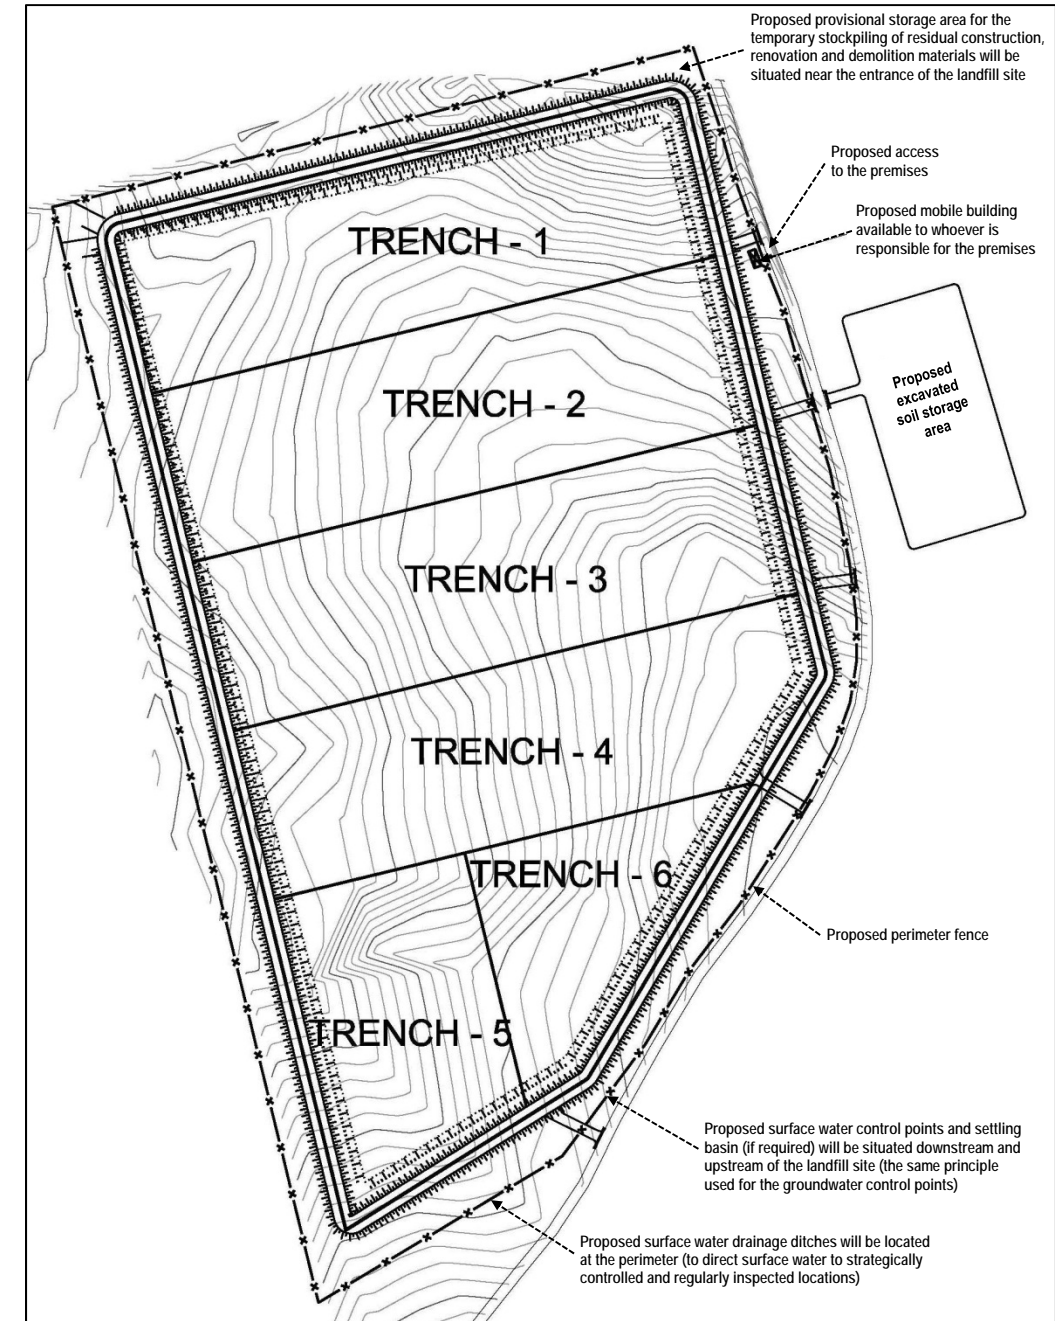 Proposed provisional storage area for the
temporary stockpiling of residual construction,
renovation and demolition materials will be
situated near the entrance of the landfill site
Proposed access
to the premises
Proposed mobile building
available to whoever is
responsible for the premises
TRENCH - 1
Proposed
excavated
soil storage
area
TRENCH - 2
TRENCH - 3
TRENCH - 4
TRENCH - 6
Proposed perimeter fence
TRENCH - 5
Proposed surface water control points and settling
basin (if required) will be situated downstream and
upstream of the landfill site (the same principle
used for the groundwater control points)
Proposed surface water drainage ditches will be located
at the perimeter (to direct surface water to strategically
controlled and regularly inspected locations)